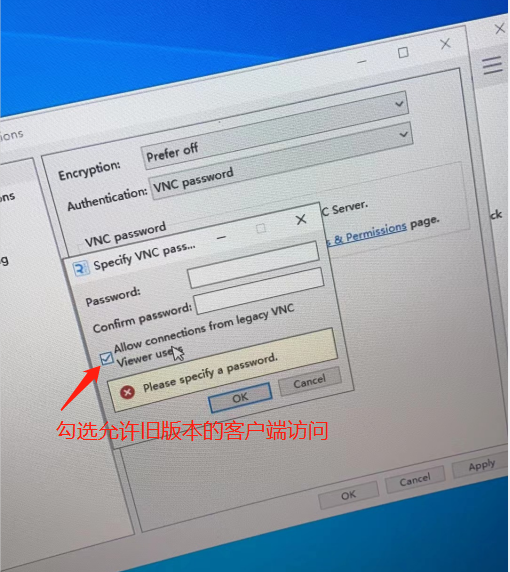 ions
Encryption:
Prefer off
Authentication:
VNC password
ons
VNC password
C Server.
s & Permissions page.
g
ck
Specify VNC pass...
Password:
Confirm password:
Allow connections from legacy VNC
Viewer users
Please specify a password.
OK
Cancel
勾选允许旧版本的客户端访问
OK
Cancel
Apply